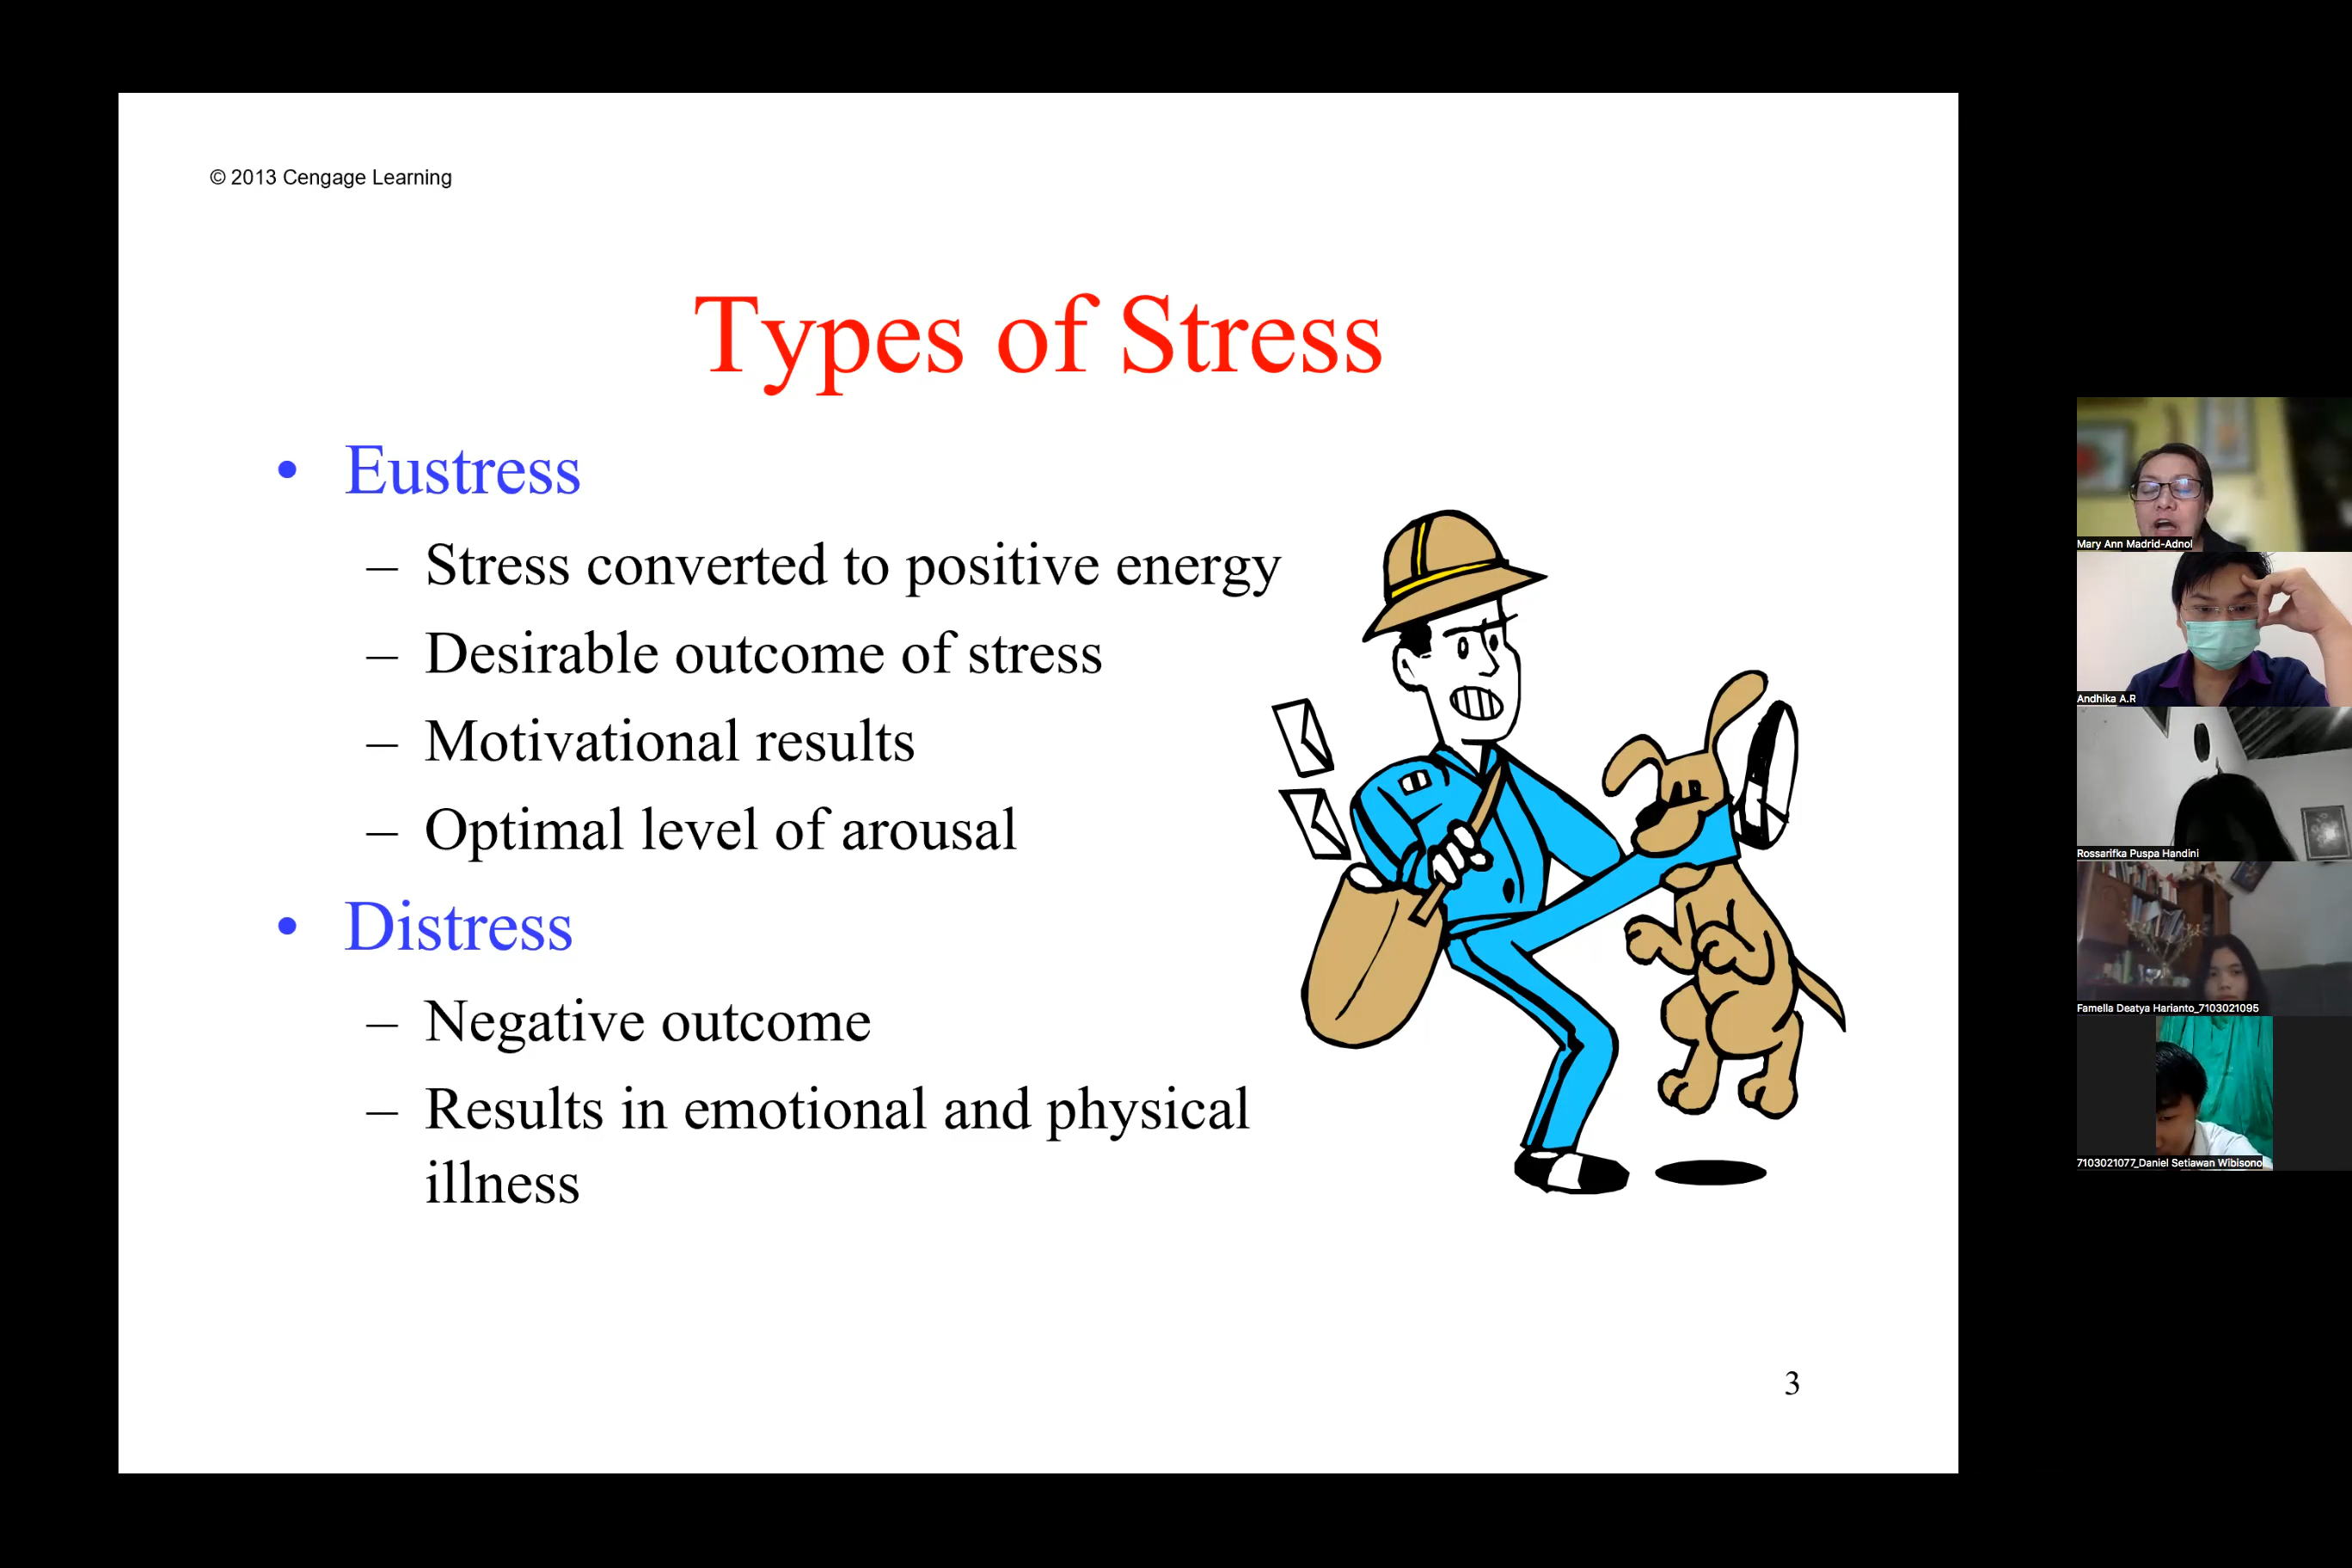 © 2013 Cengage Learning
Types of Stress
• Eustress
– Stress converted to positive energy
– Desirable outcome of stress
– Motivational results
– Optimal level of arousal
• Distress
– Negative outcome
– Results in emotional and physical
illness
3
Mary Ann Madrid-Adnol
Andhika A.R
Rossarifka Puspa Handini
Famella Deatya Harianto_7103021095
7103021077_Daniel Setiawan Wibisono